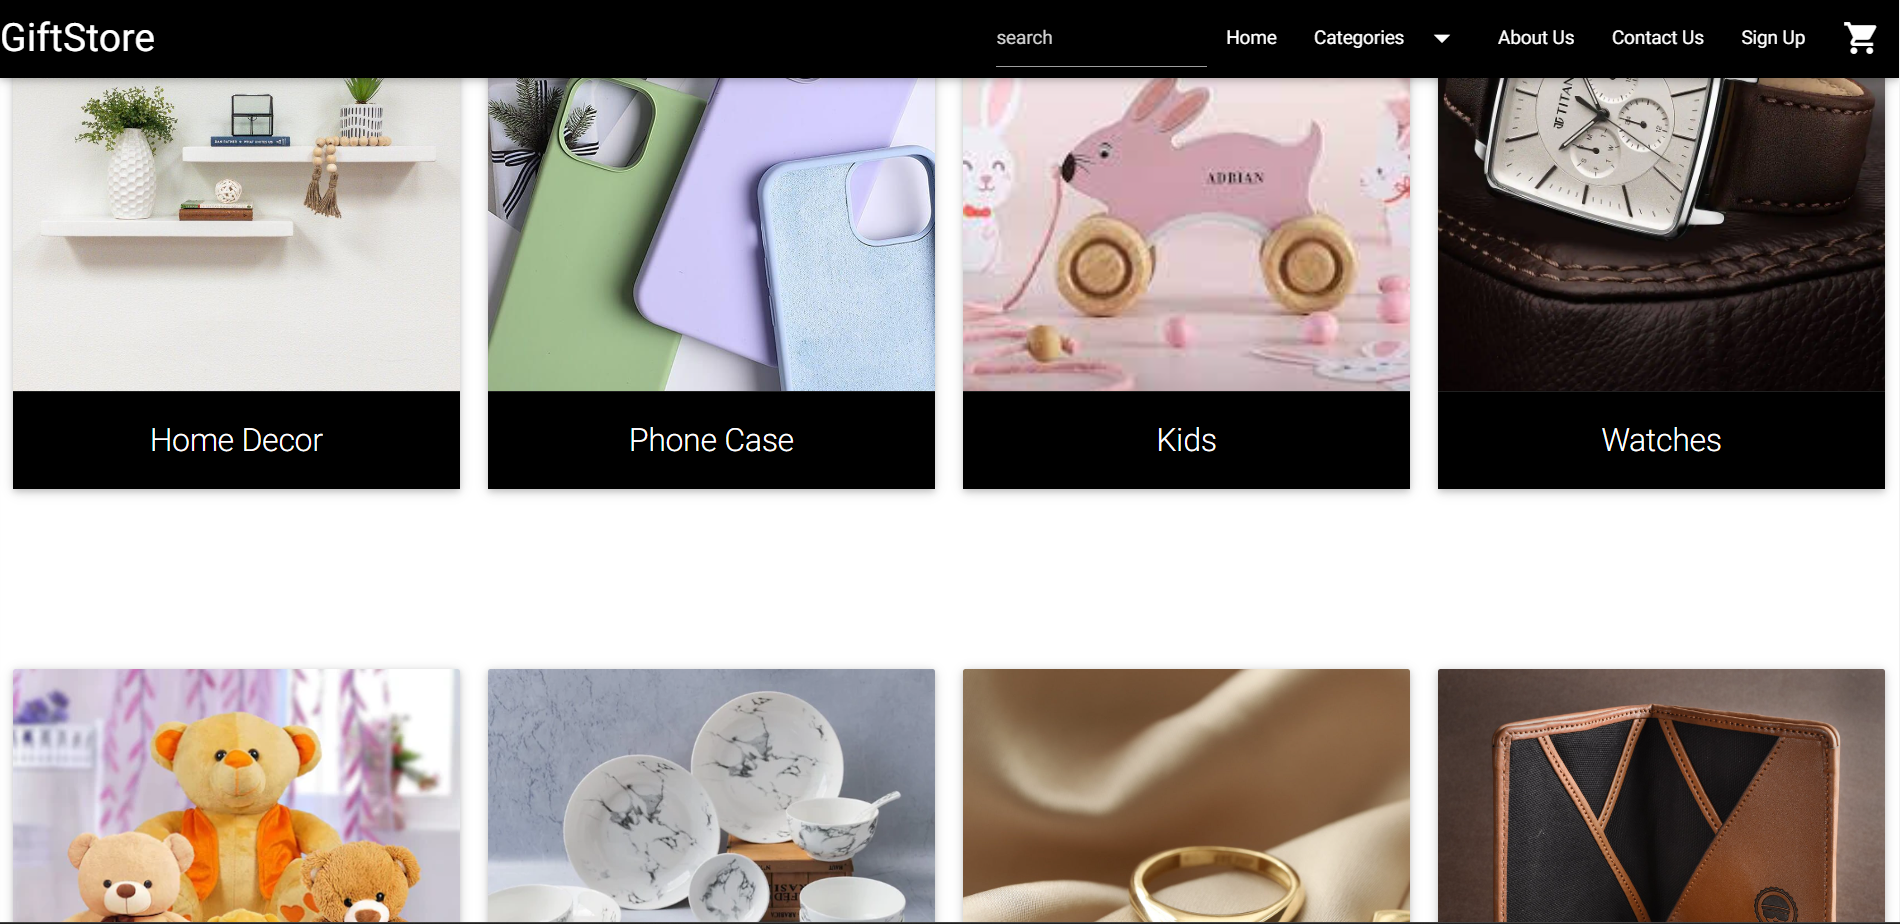 GiftStore
search
Home
Categories
About Us
Contact Us
Sign Up
TITAN
ADRIAN
Home Decor
Phone Case
Kids
Watches